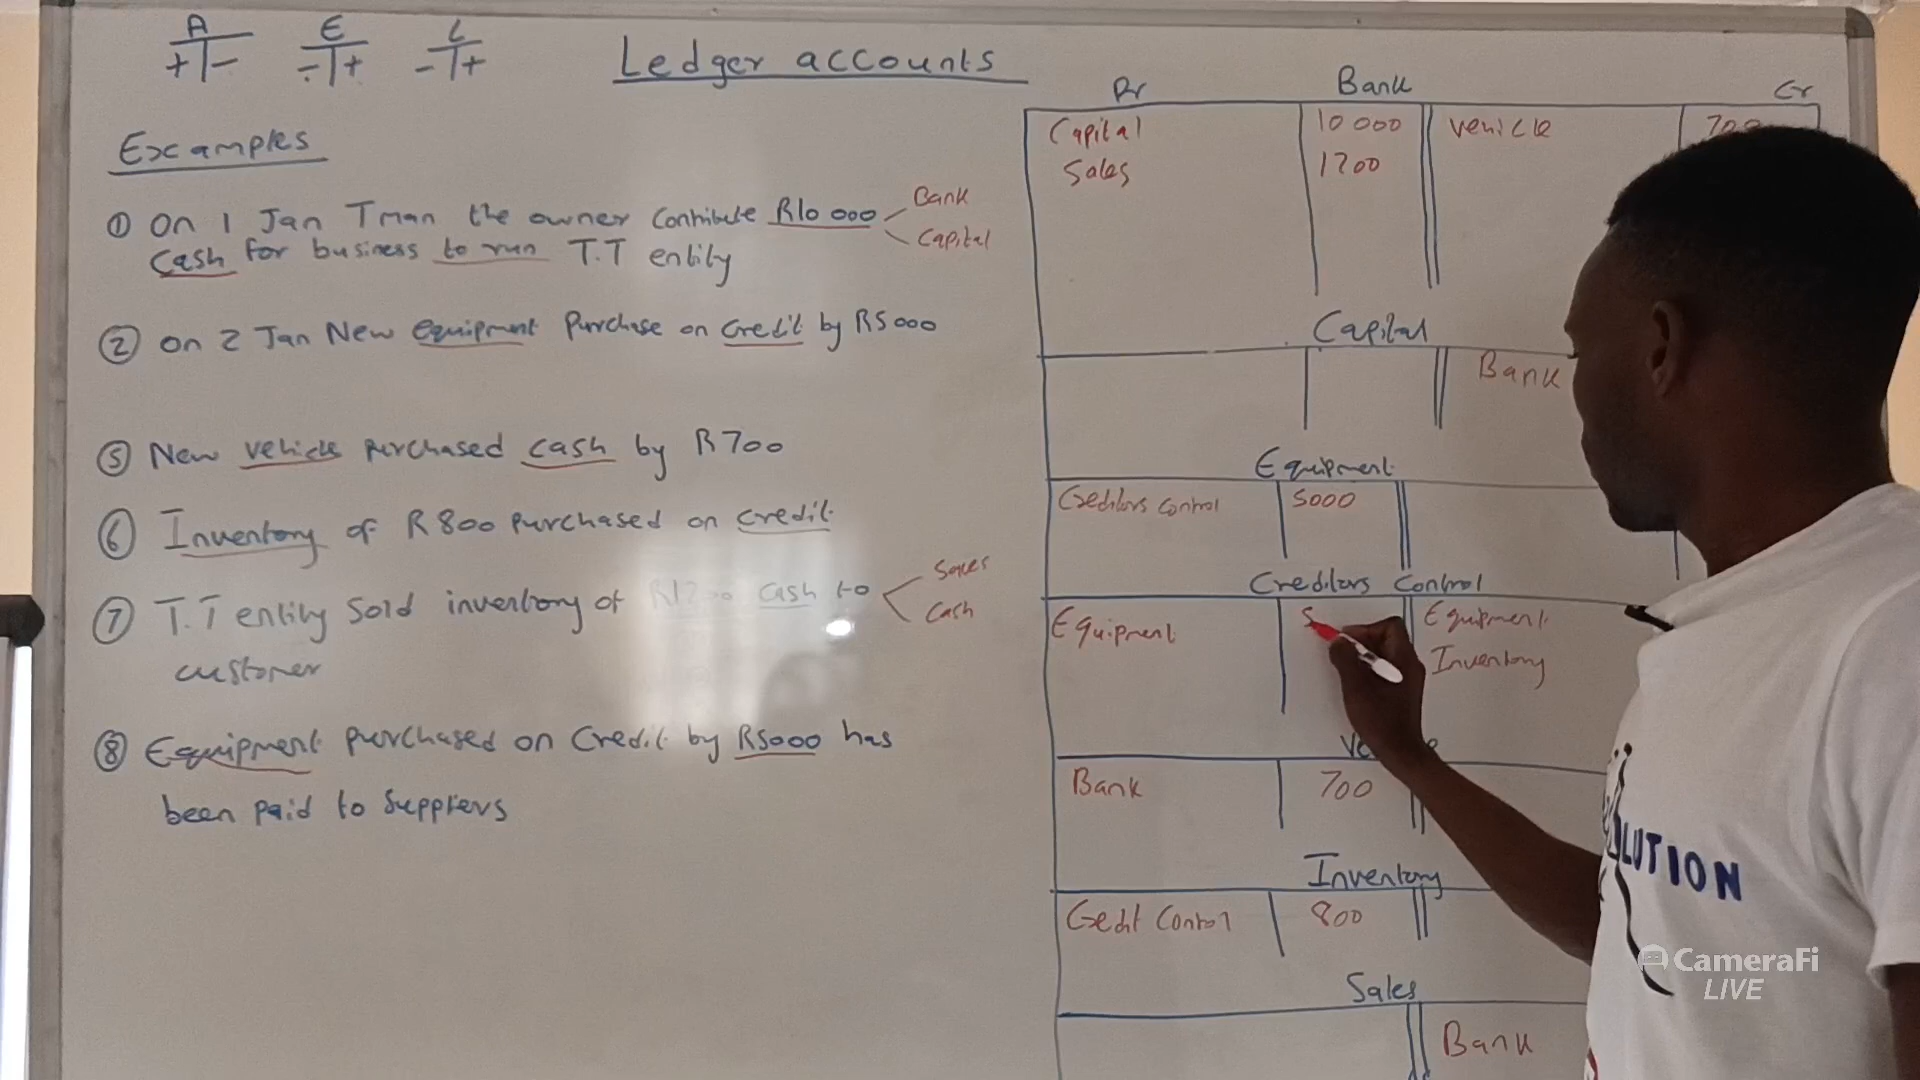 A E L
+ - - + - +
Ledger accounts
Examples
① On 1 Jan Tman the owner contribute R10 000
Bank
Capital
Cash for business to run T.T entity
② on 2 Jan New equipment purchase on credit by R5000
⑤ New vehicle purchased cash by R700
⑥ Inventory of R800 purchased on credit
⑦ T.T entity sold inventory of R1200 cash to
Sales
Cash
customer
⑧ Equipment purchased on credit by R5000 has
been paid to suppliers
Dr Bank Cr
Capital 10 000 vehicle 700
Sales 1200
Capital
Bank
Equipment
Creditors control 5000
Creditors Control
Equipment 5 Equipment
Inventory
Bank 700
Inventory
Credit Control 800
Sales
Bank
OLUTION
CameraFi
LIVE